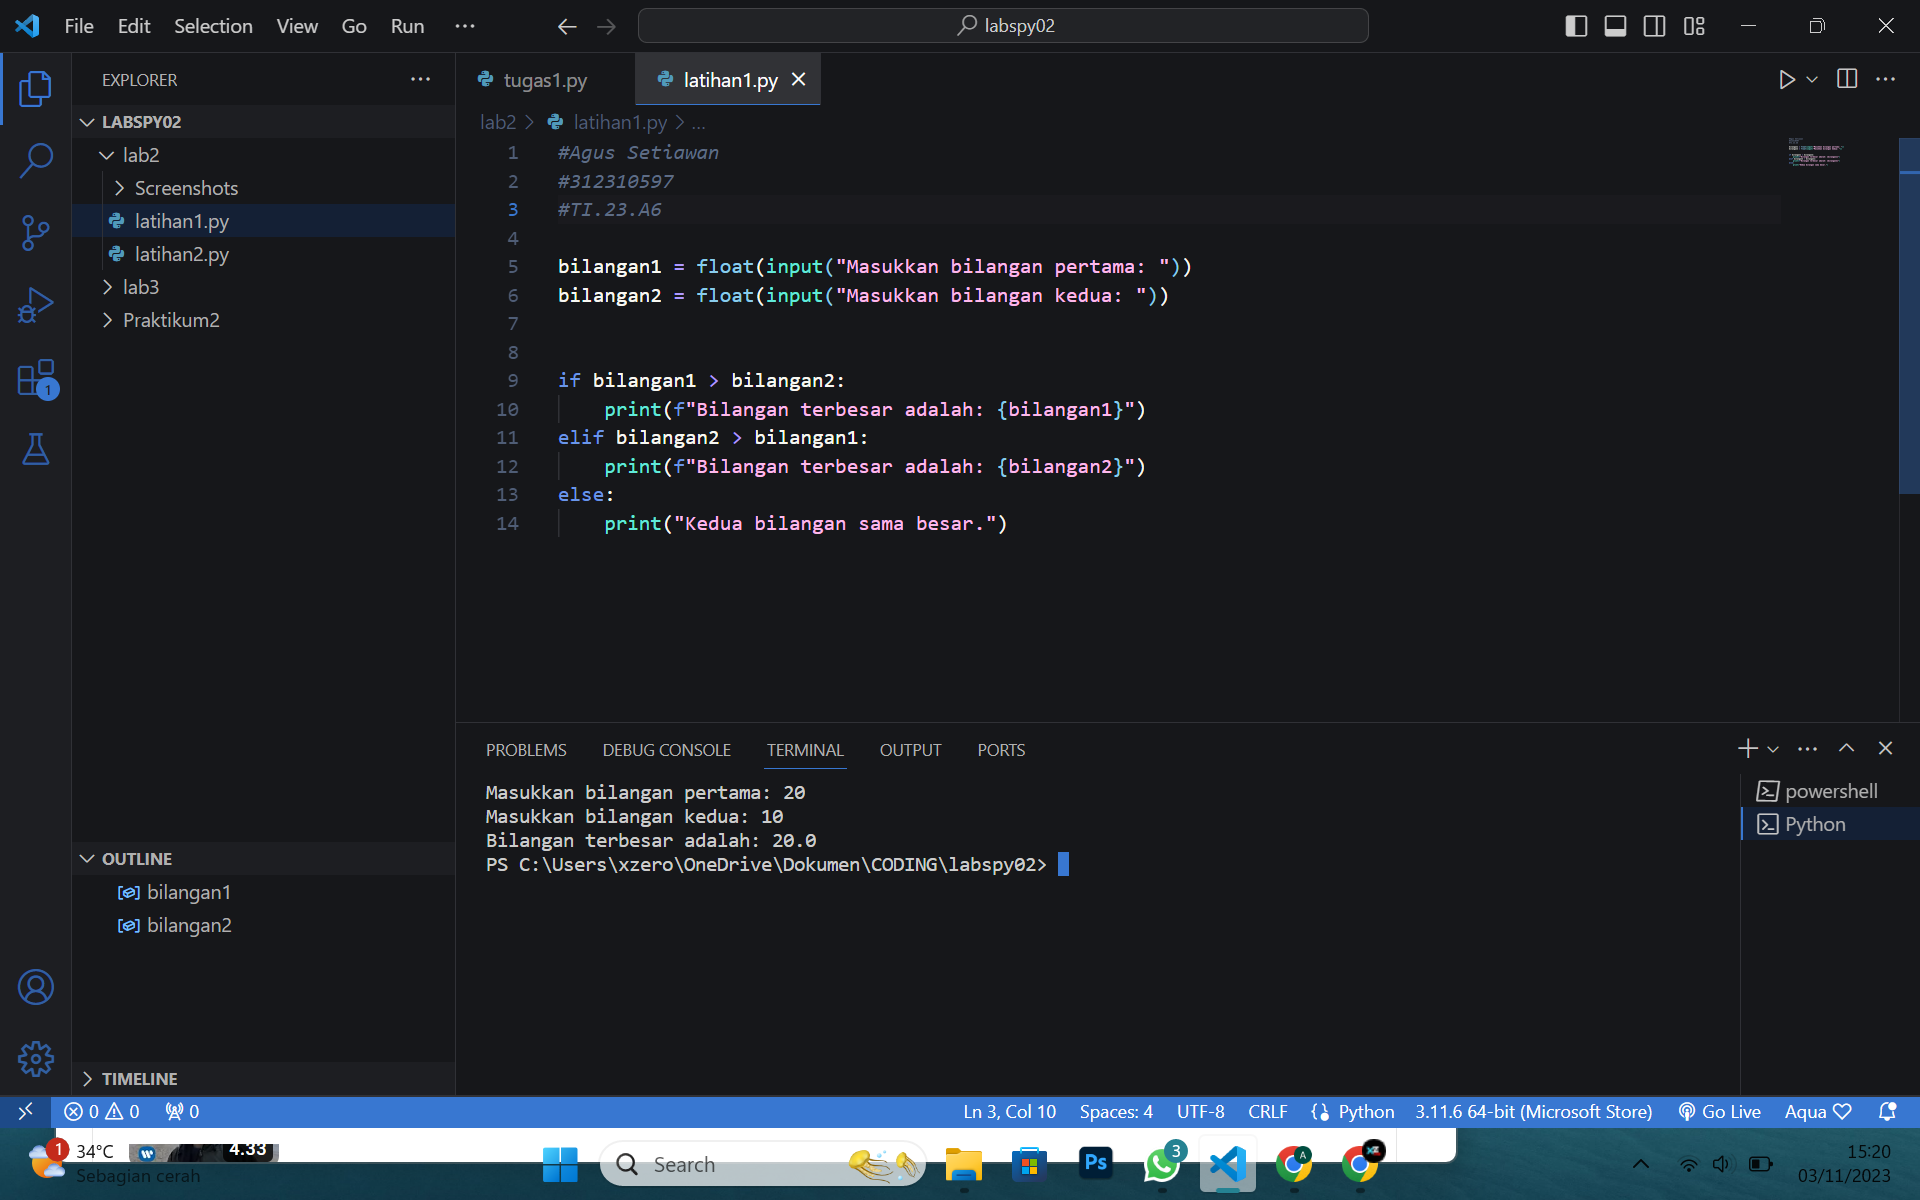 File Edit Selection View Go Run ···
labspy02
EXPLORER
LABSPY02
lab2
Screenshots
latihan1.py
latihan2.py
lab3
Praktikum2
1
tugas1.py
latihan1.py
lab2 > latihan1.py > ...
1 #Agus Setiawan
2 #312310597
3 #TI.23.A6
4
5 bilangan1 = float(input("Masukkan bilangan pertama: "))
6 bilangan2 = float(input("Masukkan bilangan kedua: "))
7
8
9 if bilangan1 > bilangan2:
10 print(f"Bilangan terbesar adalah: {bilangan1}")
11 elif bilangan2 > bilangan1:
12 print(f"Bilangan terbesar adalah: {bilangan2}")
13 else:
14 print("Kedua bilangan sama besar.")
PROBLEMS DEBUG CONSOLE TERMINAL OUTPUT PORTS
Masukkan bilangan pertama: 20
Masukkan bilangan kedua: 10
Bilangan terbesar adalah: 20.0
PS C:\Users\xzero\OneDrive\Dokumen\CODING\labspy02>
powershell
Python
OUTLINE
bilangan1
bilangan2
TIMELINE
0 0 0
Ln 3, Col 10 Spaces: 4 UTF-8 CRLF Python 3.11.6 64-bit (Microsoft Store) Go Live Aqua
1 34°C
Sebagian cerah
4.33
Search
Ps
3
A
15:20
03/11/2023